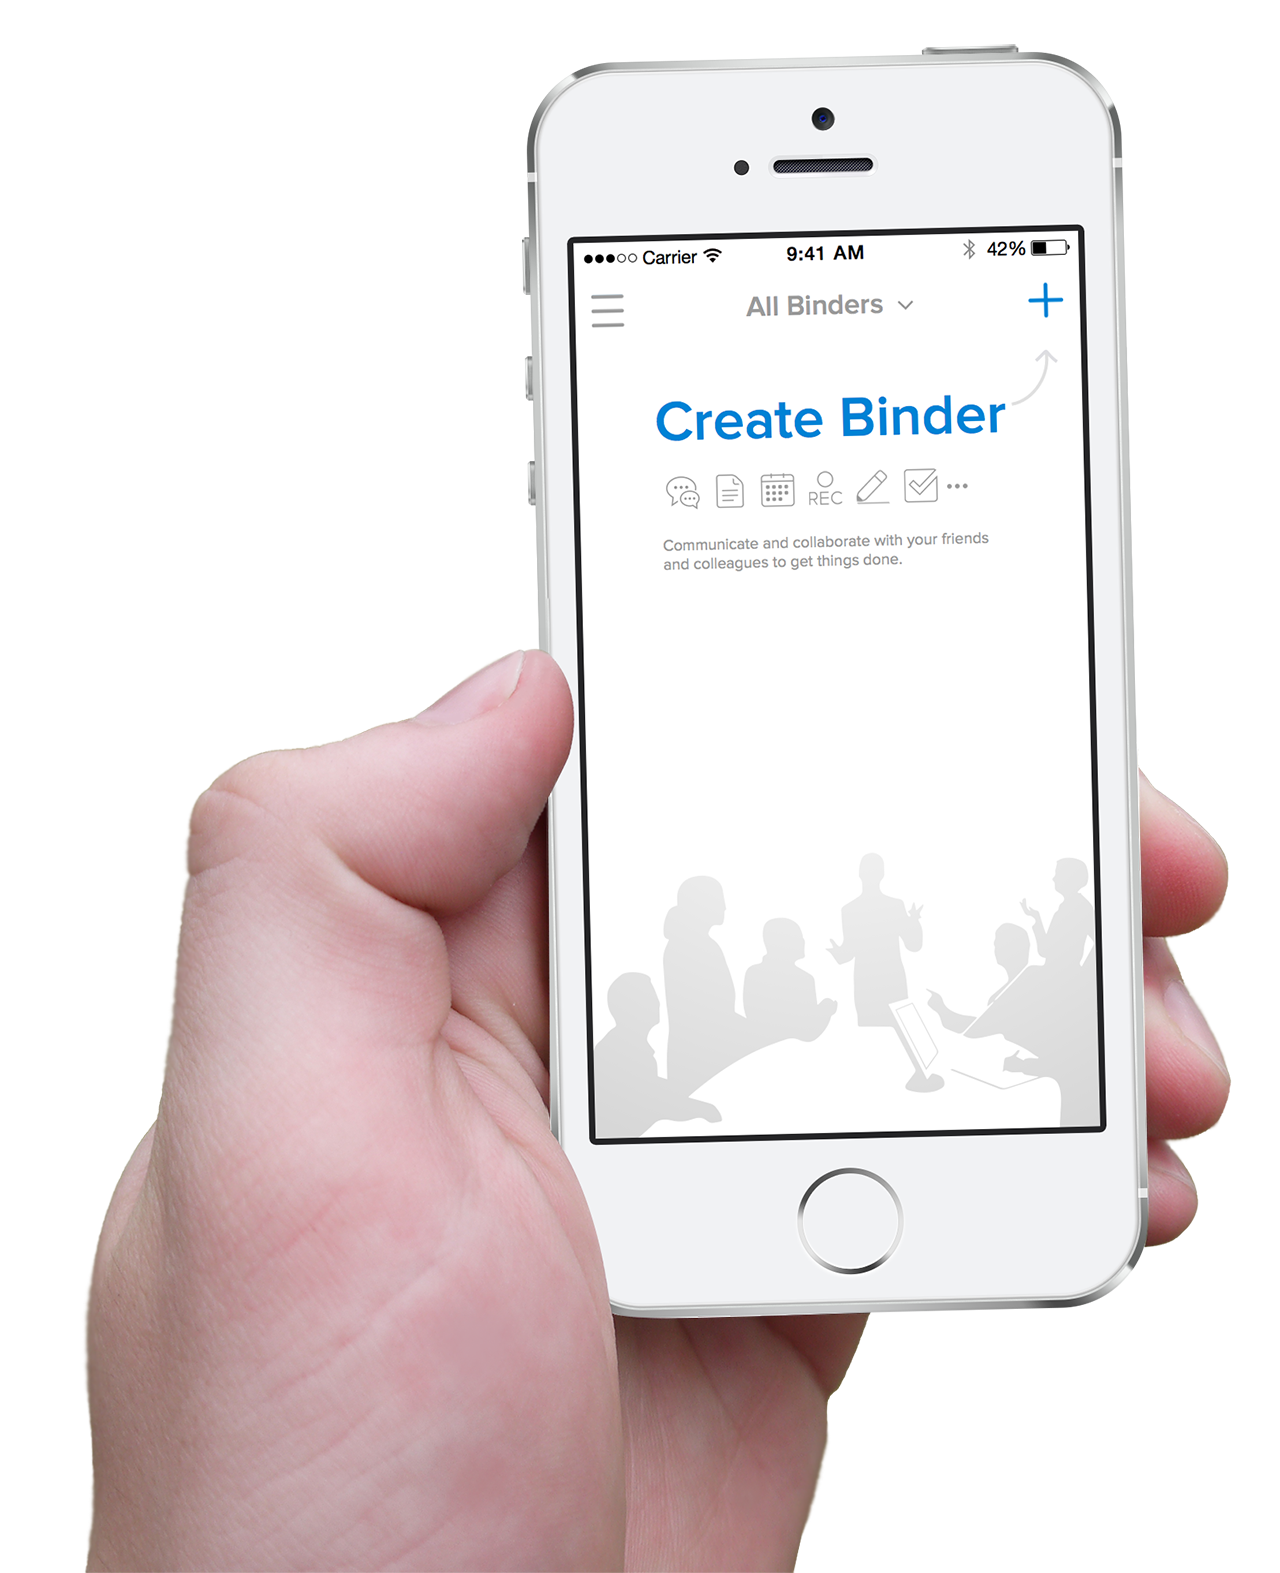 Carrier 9:41 AM 42%
All Binders
Create Binder
REC
Communicate and collaborate with your friends
and colleagues to get things done.